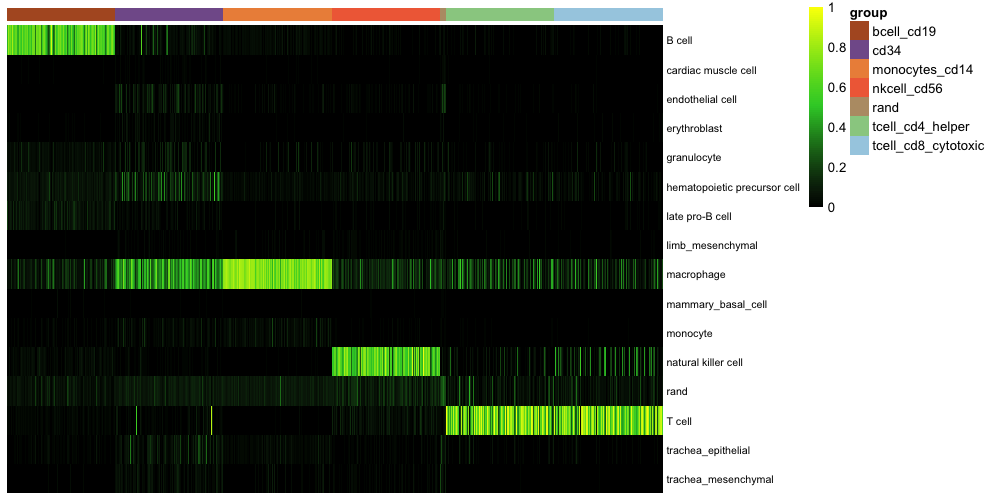 B cell
cardiac muscle cell
endothelial cell
erythroblast
granulocyte
hematopoietic precursor cell
late pro-B cell
limb_mesenchymal
macrophage
mammary_basal_cell
monocyte
natural killer cell
rand
T cell
trachea_epithelial
trachea_mesenchymal
1
0.8
0.6
0.4
0.2
0
group
bcell_cd19
cd34
monocytes_cd14
nkcell_cd56
rand
tcell_cd4_helper
tcell_cd8_cytotoxic